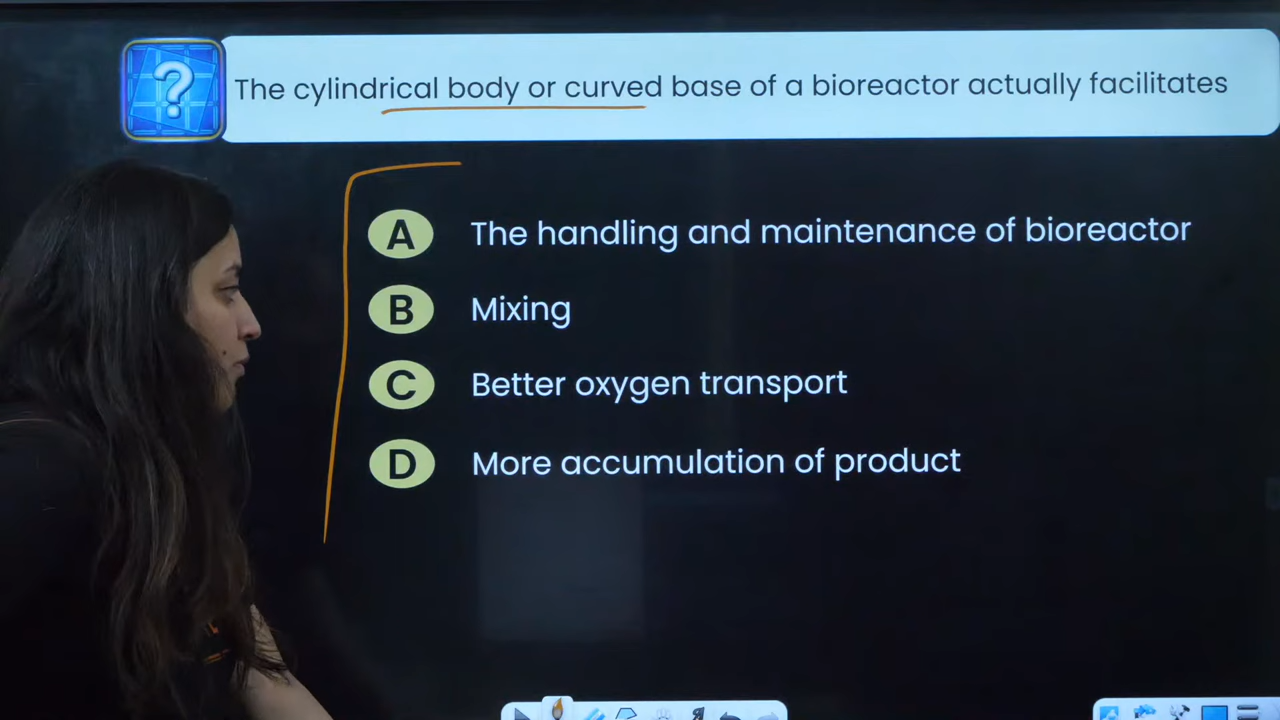 ?
The cylindrical body or curved base of a bioreactor actually facilitates
A The handling and maintenance of bioreactor
B Mixing
C Better oxygen transport
D More accumulation of product